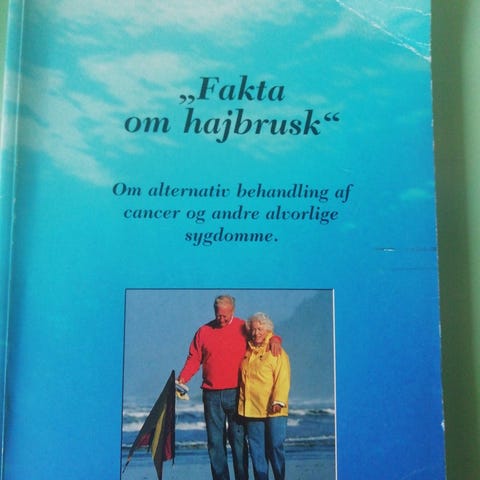 „Fakta
om hajbrusk“
Om alternativ behandling af
cancer og andre alvorlige
sygdomme.